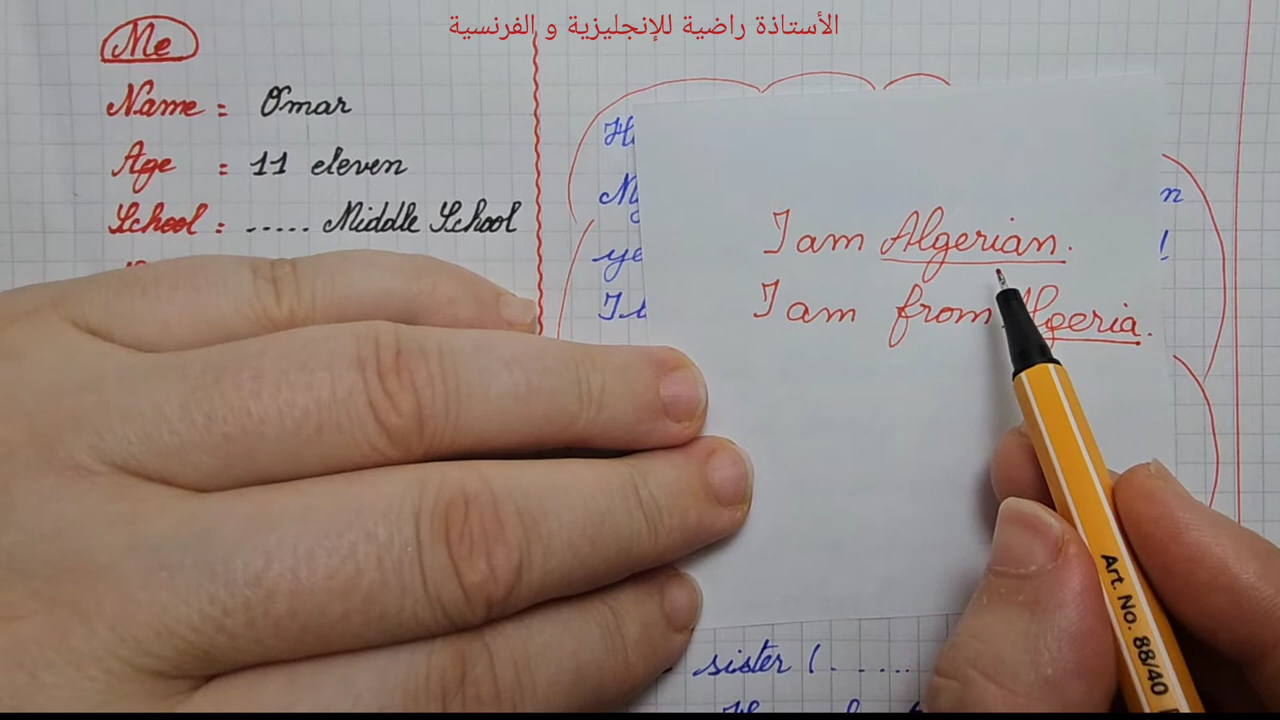 الأستاذة راضية للإنجليزية و الفرنسية
Me
Name : Omar
Age : 11 eleven
School : ..... Middle School
I am Algerian.
I am from Algeria.
sister (.....
Art. No. 88/40